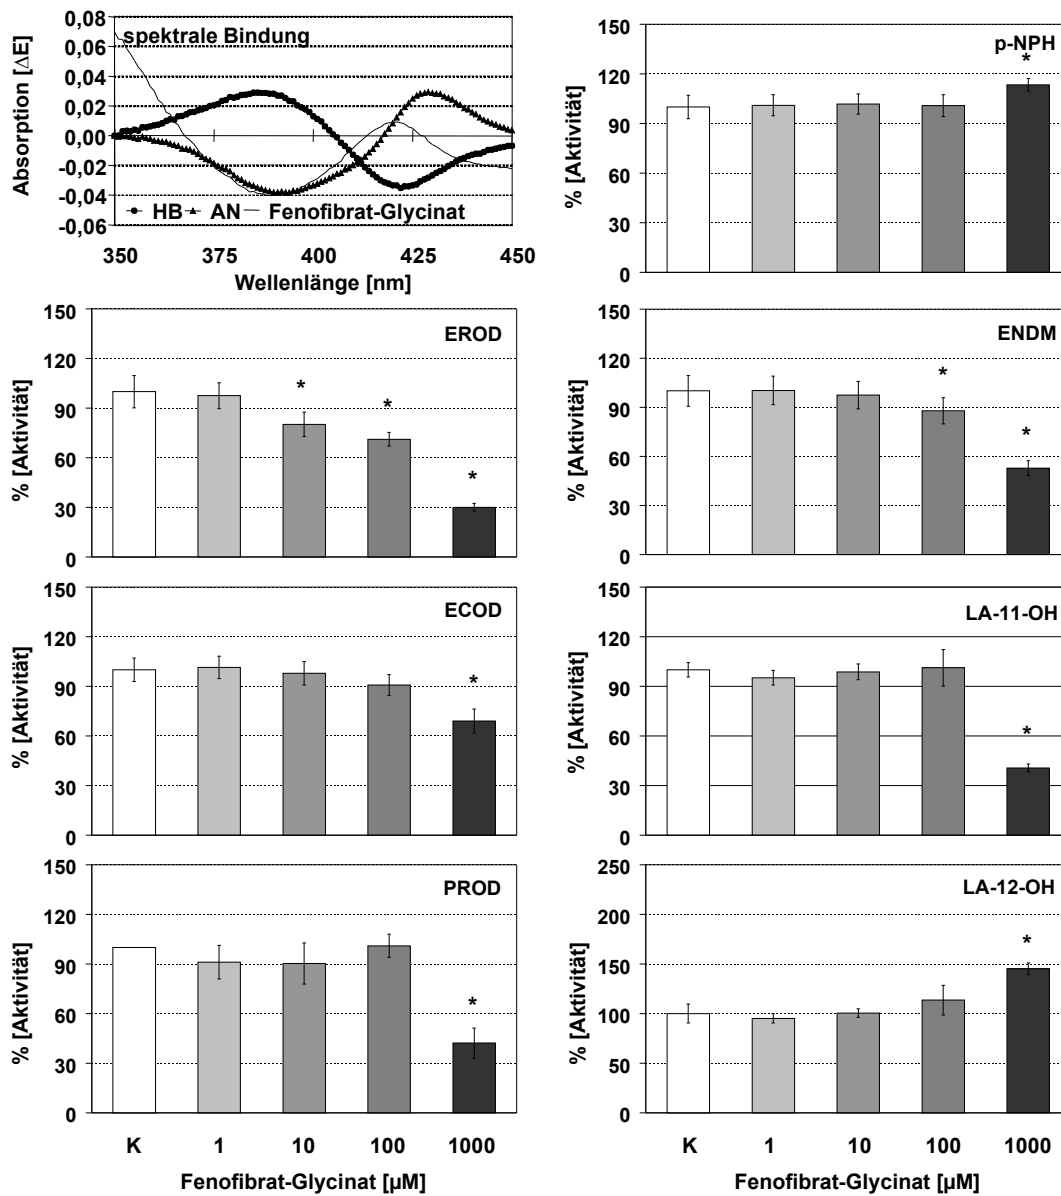 spektrale Bindung
Absorption [ΔE]
0,08
0,06
0,04
0,02
0,00
-0,02
-0,04
-0,06
HB AN Fenofibrat-Glycinat
350 375 400 425 450
Wellenlänge [nm]
p-NPH
% [Aktivität]
150
120
90
60
30
0
*
EROD
% [Aktivität]
150
120
90
60
30
0
* * *
ENDM
% [Aktivität]
150
120
90
60
30
0
* *
ECOD
% [Aktivität]
150
120
90
60
30
0
*
LA-11-OH
% [Aktivität]
150
120
90
60
30
0
*
PROD
% [Aktivität]
150
120
90
60
30
0
*
K 1 10 100 1000
Fenofibrat-Glycinat [µM]
LA-12-OH
% [Aktivität]
250
200
150
100
50
0
*
K 1 10 100 1000
Fenofibrat-Glycinat [µM]